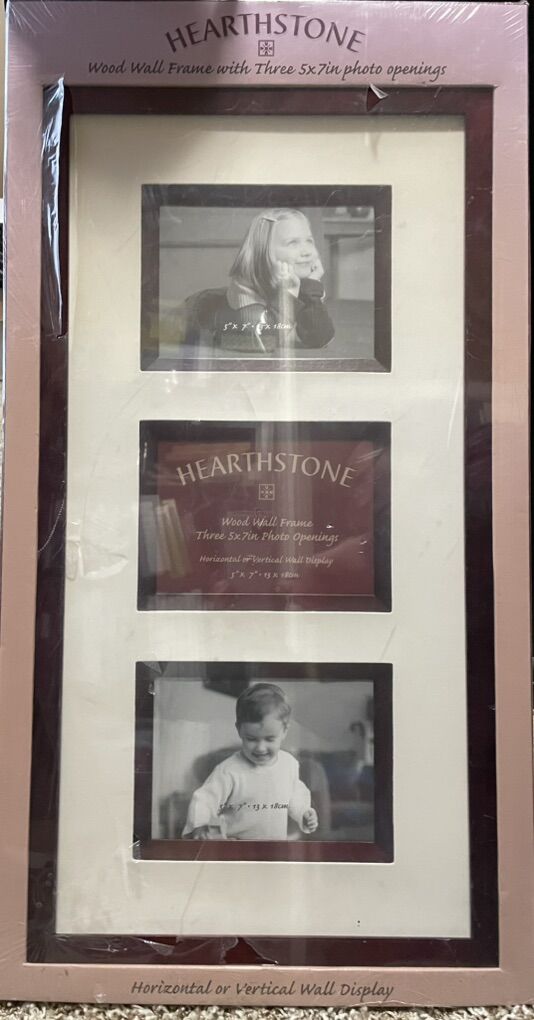 HEARTHSTONE
Wood Wall Frame with Three 5x7in photo openings
5" x 7" • 13 x 18cm
HEARTHSTONE
Wood Wall Frame
Three 5x7in Photo Openings
Horizontal or Vertical Wall Display
5" x 7" • 13 x 18cm
5" x 7" • 13 x 18cm
Horizontal or Vertical Wall Display